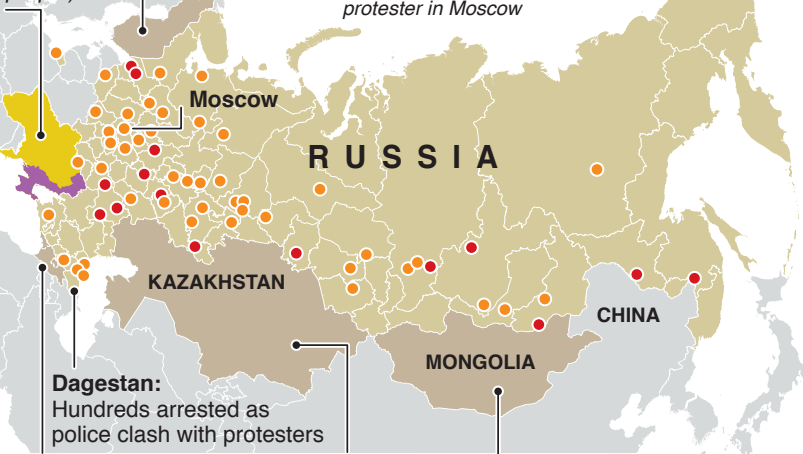 protester in Moscow
Moscow
RUSSIA
KAZAKHSTAN
CHINA
MONGOLIA
Dagestan:
Hundreds arrested as
police clash with protesters